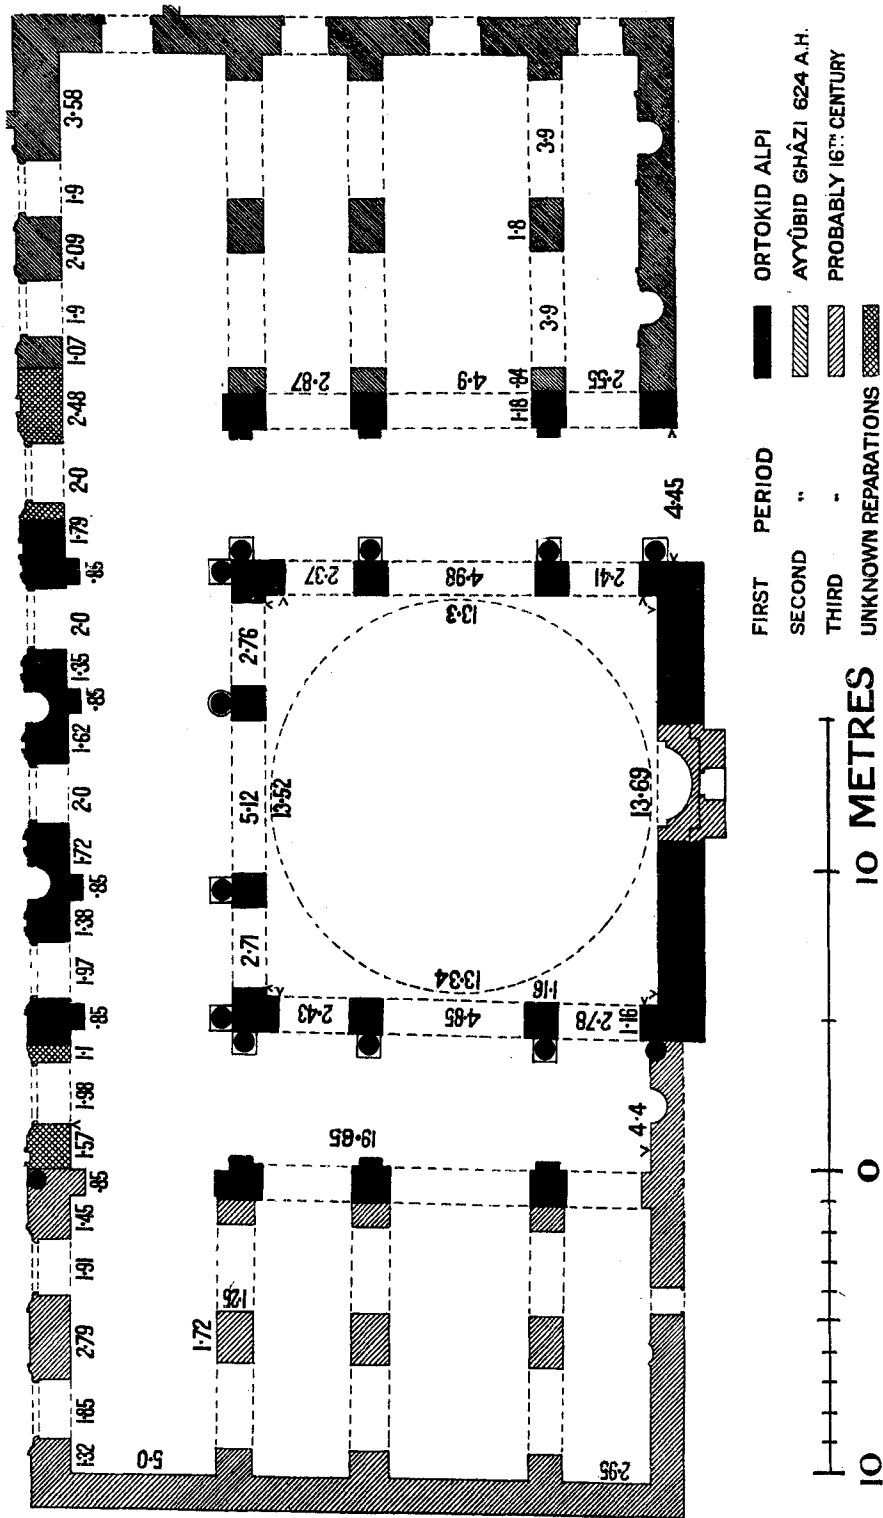 1·32 1·85 2·79 1·91 1·45 ·85 1·57 1·98 1·1 ·85 1·97 1·38 ·85 1·72 2·0 1·62 ·85 1·35 2·0 ·85 1·79 2·0 2·48 1·07 1·9 2·09 1·9 3·58
5·0
1·72
1·25
19·65
2·71 5·12 2·76
13·52
2·43
2·37
2·87
13·34
4·85
13·3
4·98
4·9
1·16
1·18 ·84
3·9 1·8 3·9
2·95
2·78
1·16
4·4
13·69
2·41
4·45
2·55
FIRST PERIOD ORTOKID ALPI
SECOND " AYYÛBID GHÂZI 624 A.H.
THIRD " PROBABLY 16TH CENTURY
UNKNOWN REPARATIONS
10 0 10 METRES